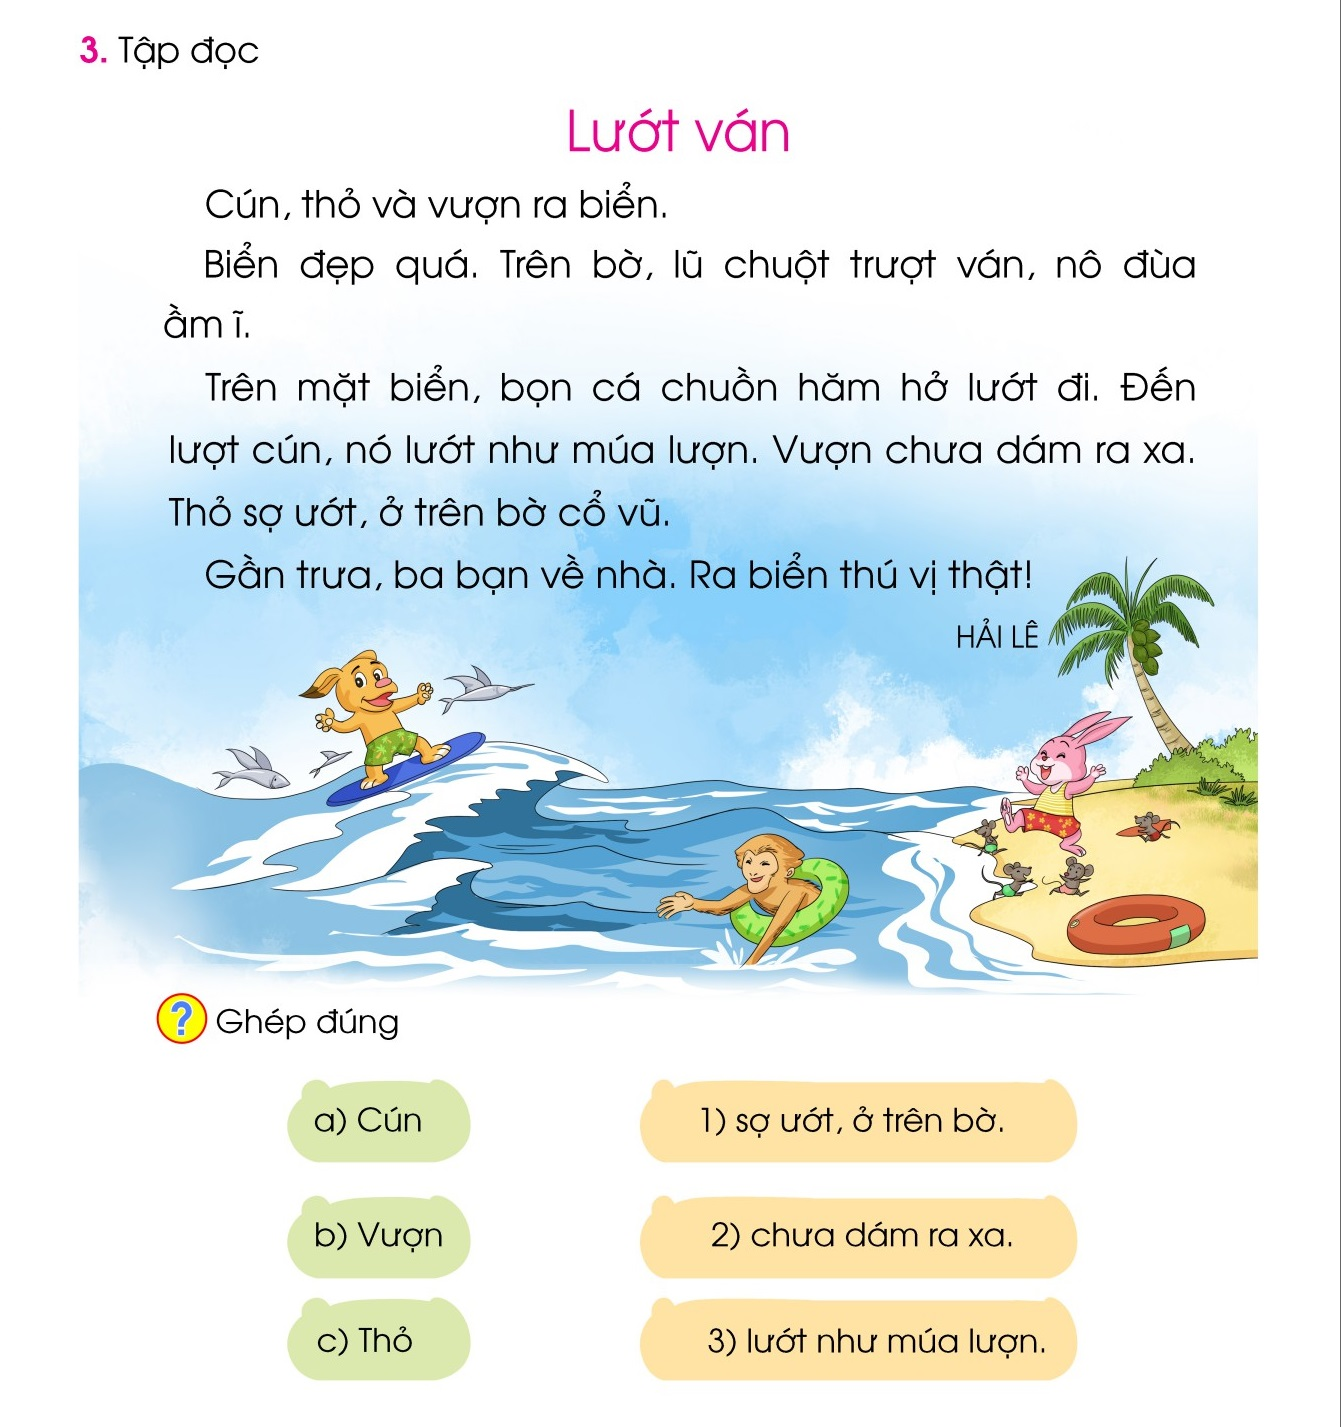 3. Tập đọc
Lướt ván
Cún, thỏ và vượn ra biển.
Biển đẹp quá. Trên bờ, lũ chuột trượt ván, nô đùa
ầm ĩ.
Trên mặt biển, bọn cá chuồn hăm hở lướt đi. Đến
lượt cún, nó lướt như múa lượn. Vượn chưa dám ra xa.
Thỏ sợ ướt, ở trên bờ cổ vũ.
Gần trưa, ba bạn về nhà. Ra biển thú vị thật!
HẢI LÊ
? Ghép đúng
a) Cún
1) sợ ướt, ở trên bờ.
b) Vượn
2) chưa dám ra xa.
c) Thỏ
3) lướt như múa lượn.